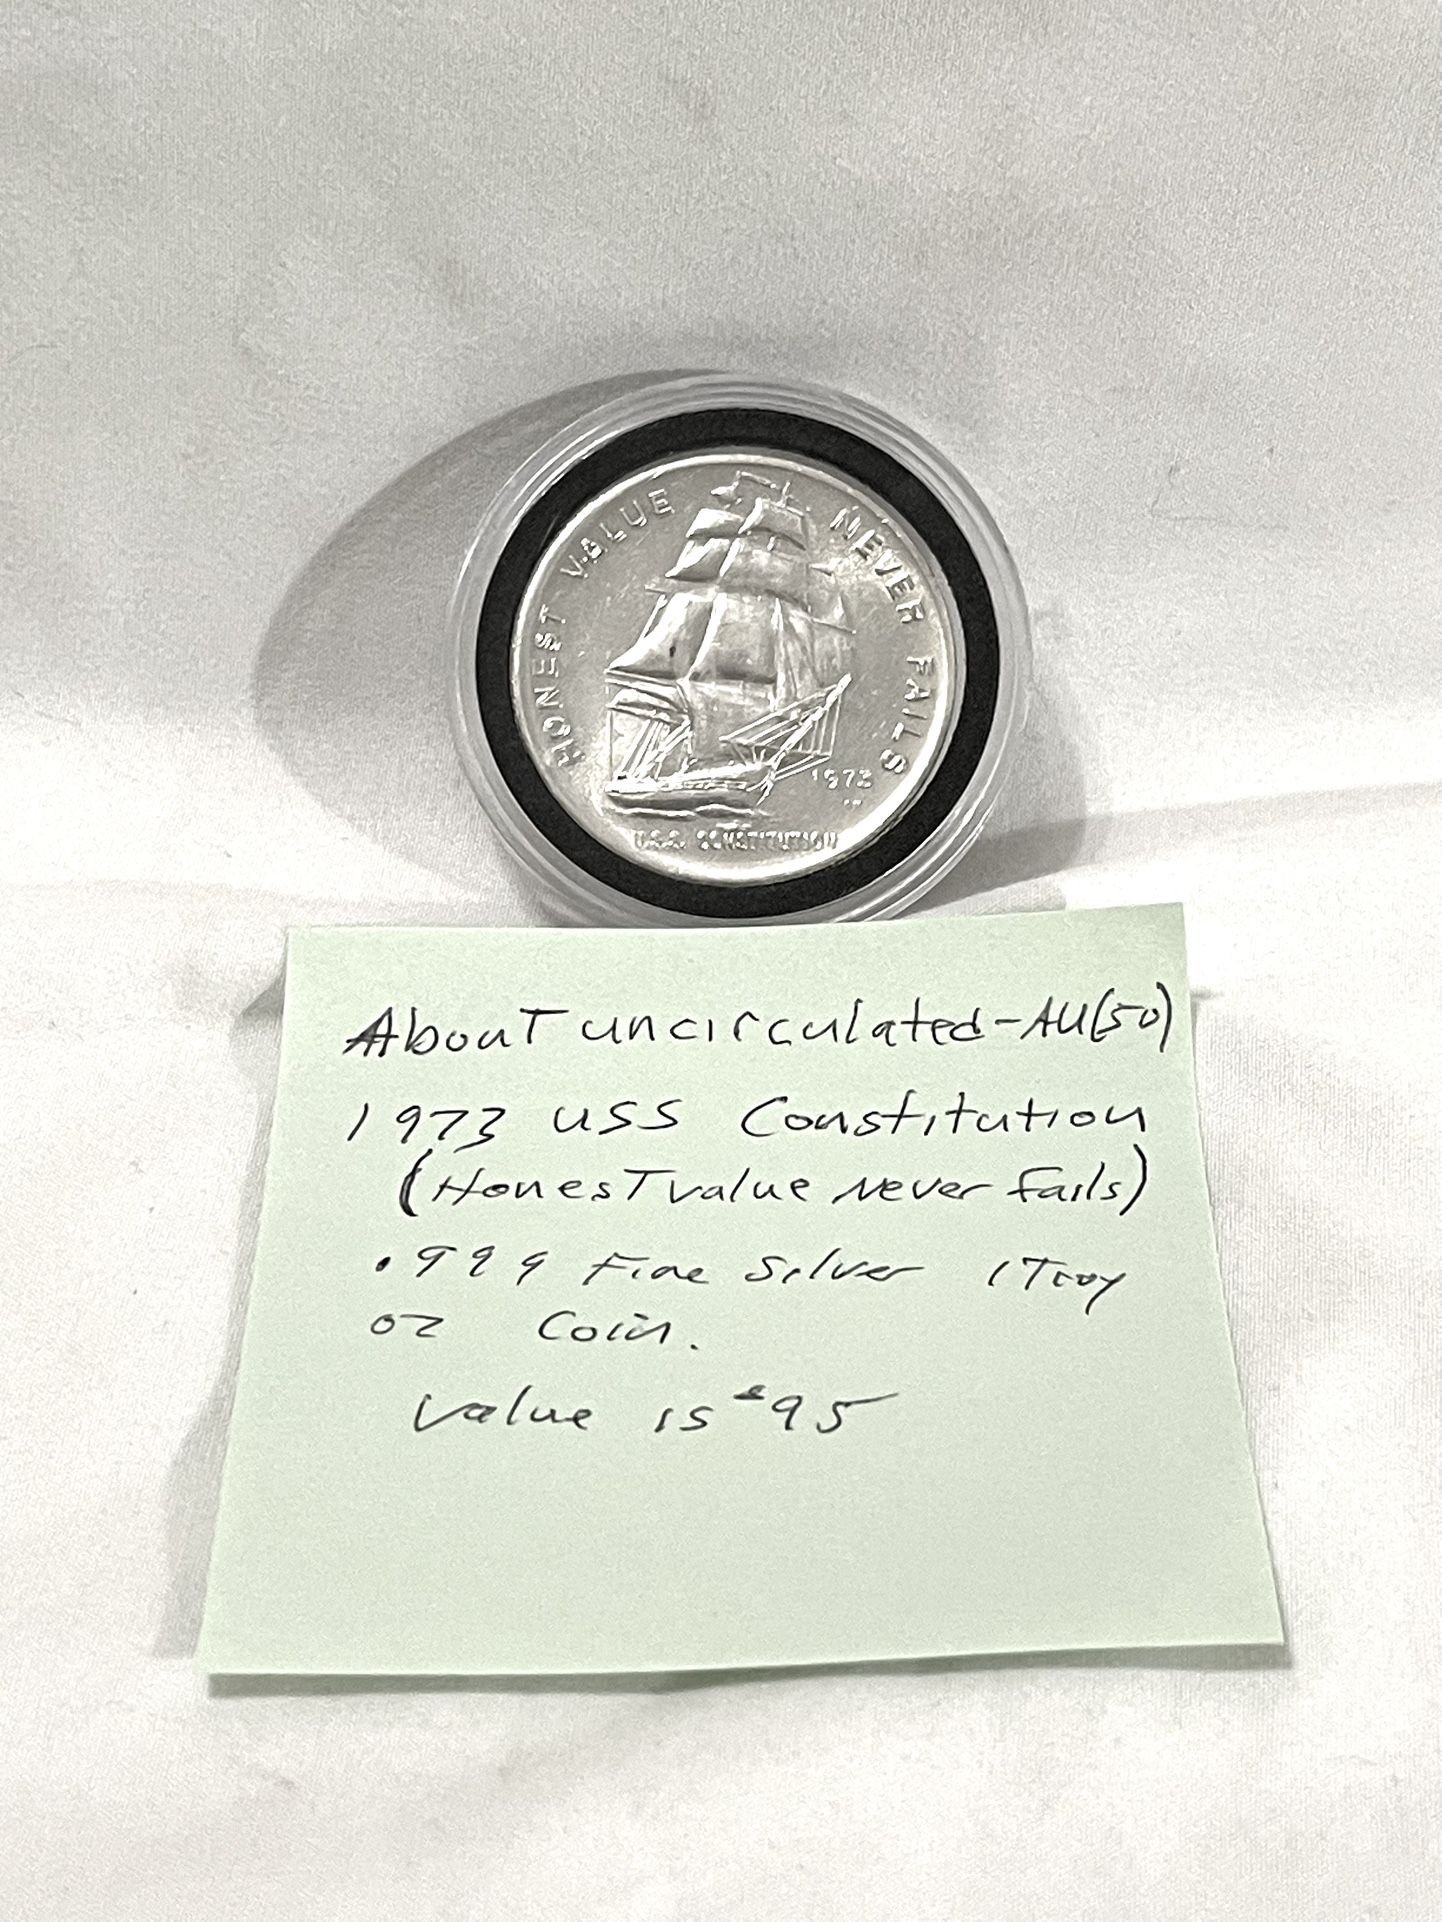 HONEST VALUE NEVER FAILS
1973
U.S.S. CONSTITUTION
About uncirculated-AU(50)
1973 USS Constitution
(Honest value Never fails)
.999 Fine Silver 1 Troy
oz Coin.
Value is $95